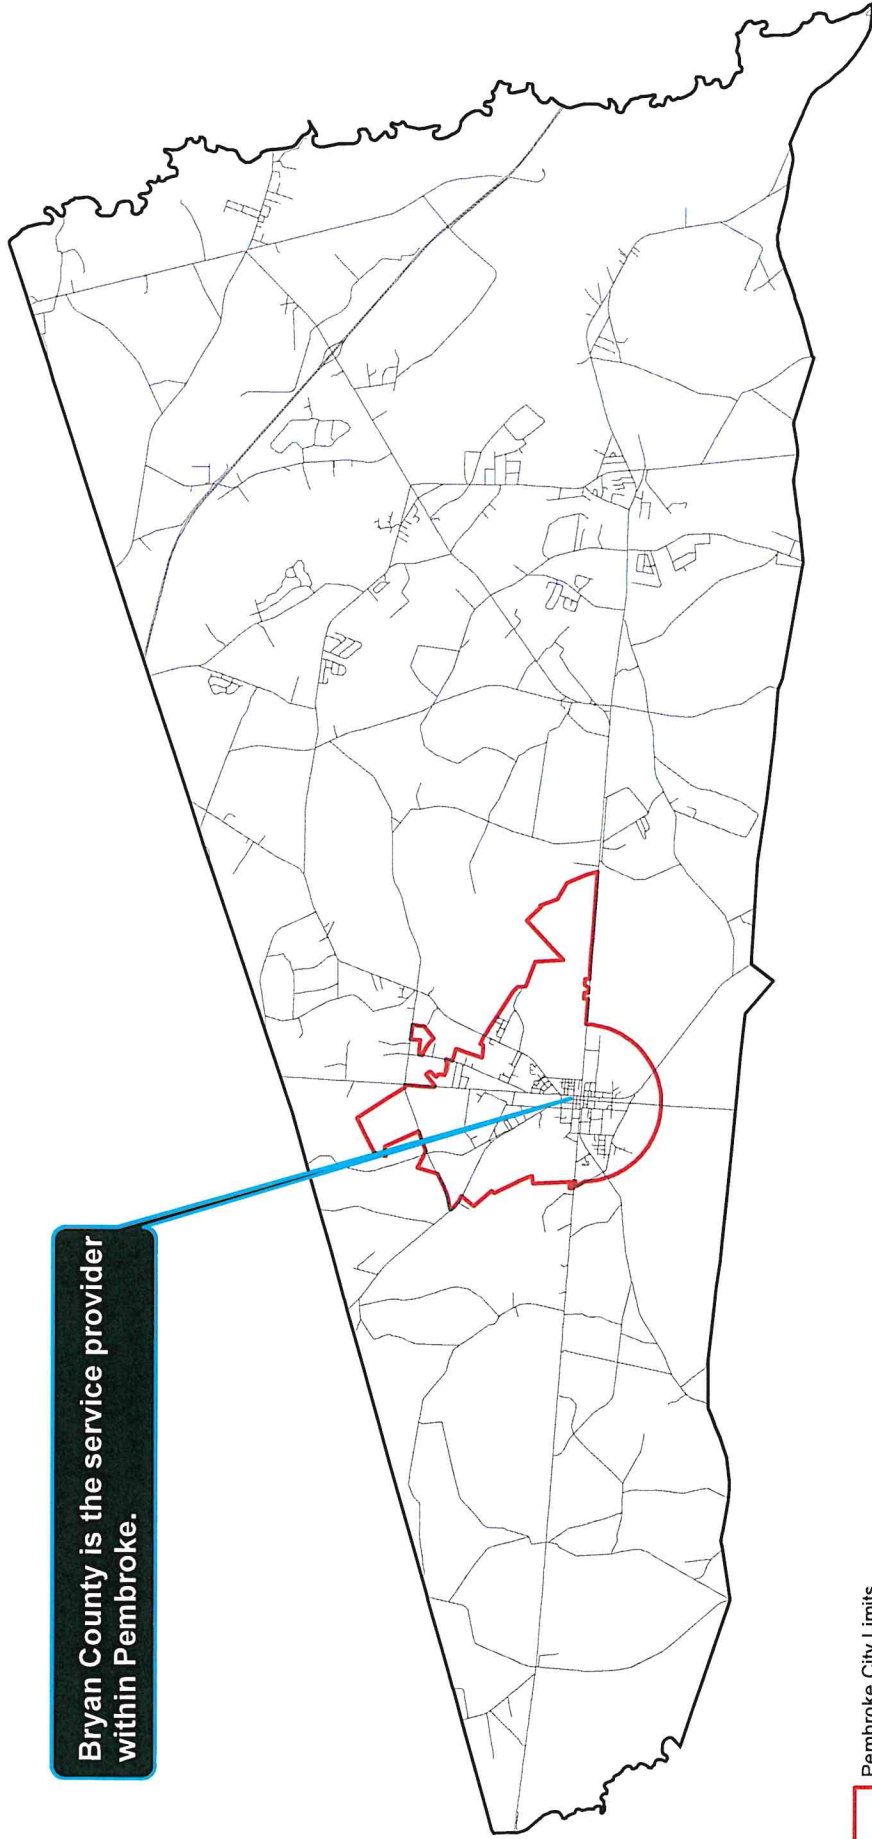 Bryan County is the service provider
within Pembroke.
Pembroke City Limits